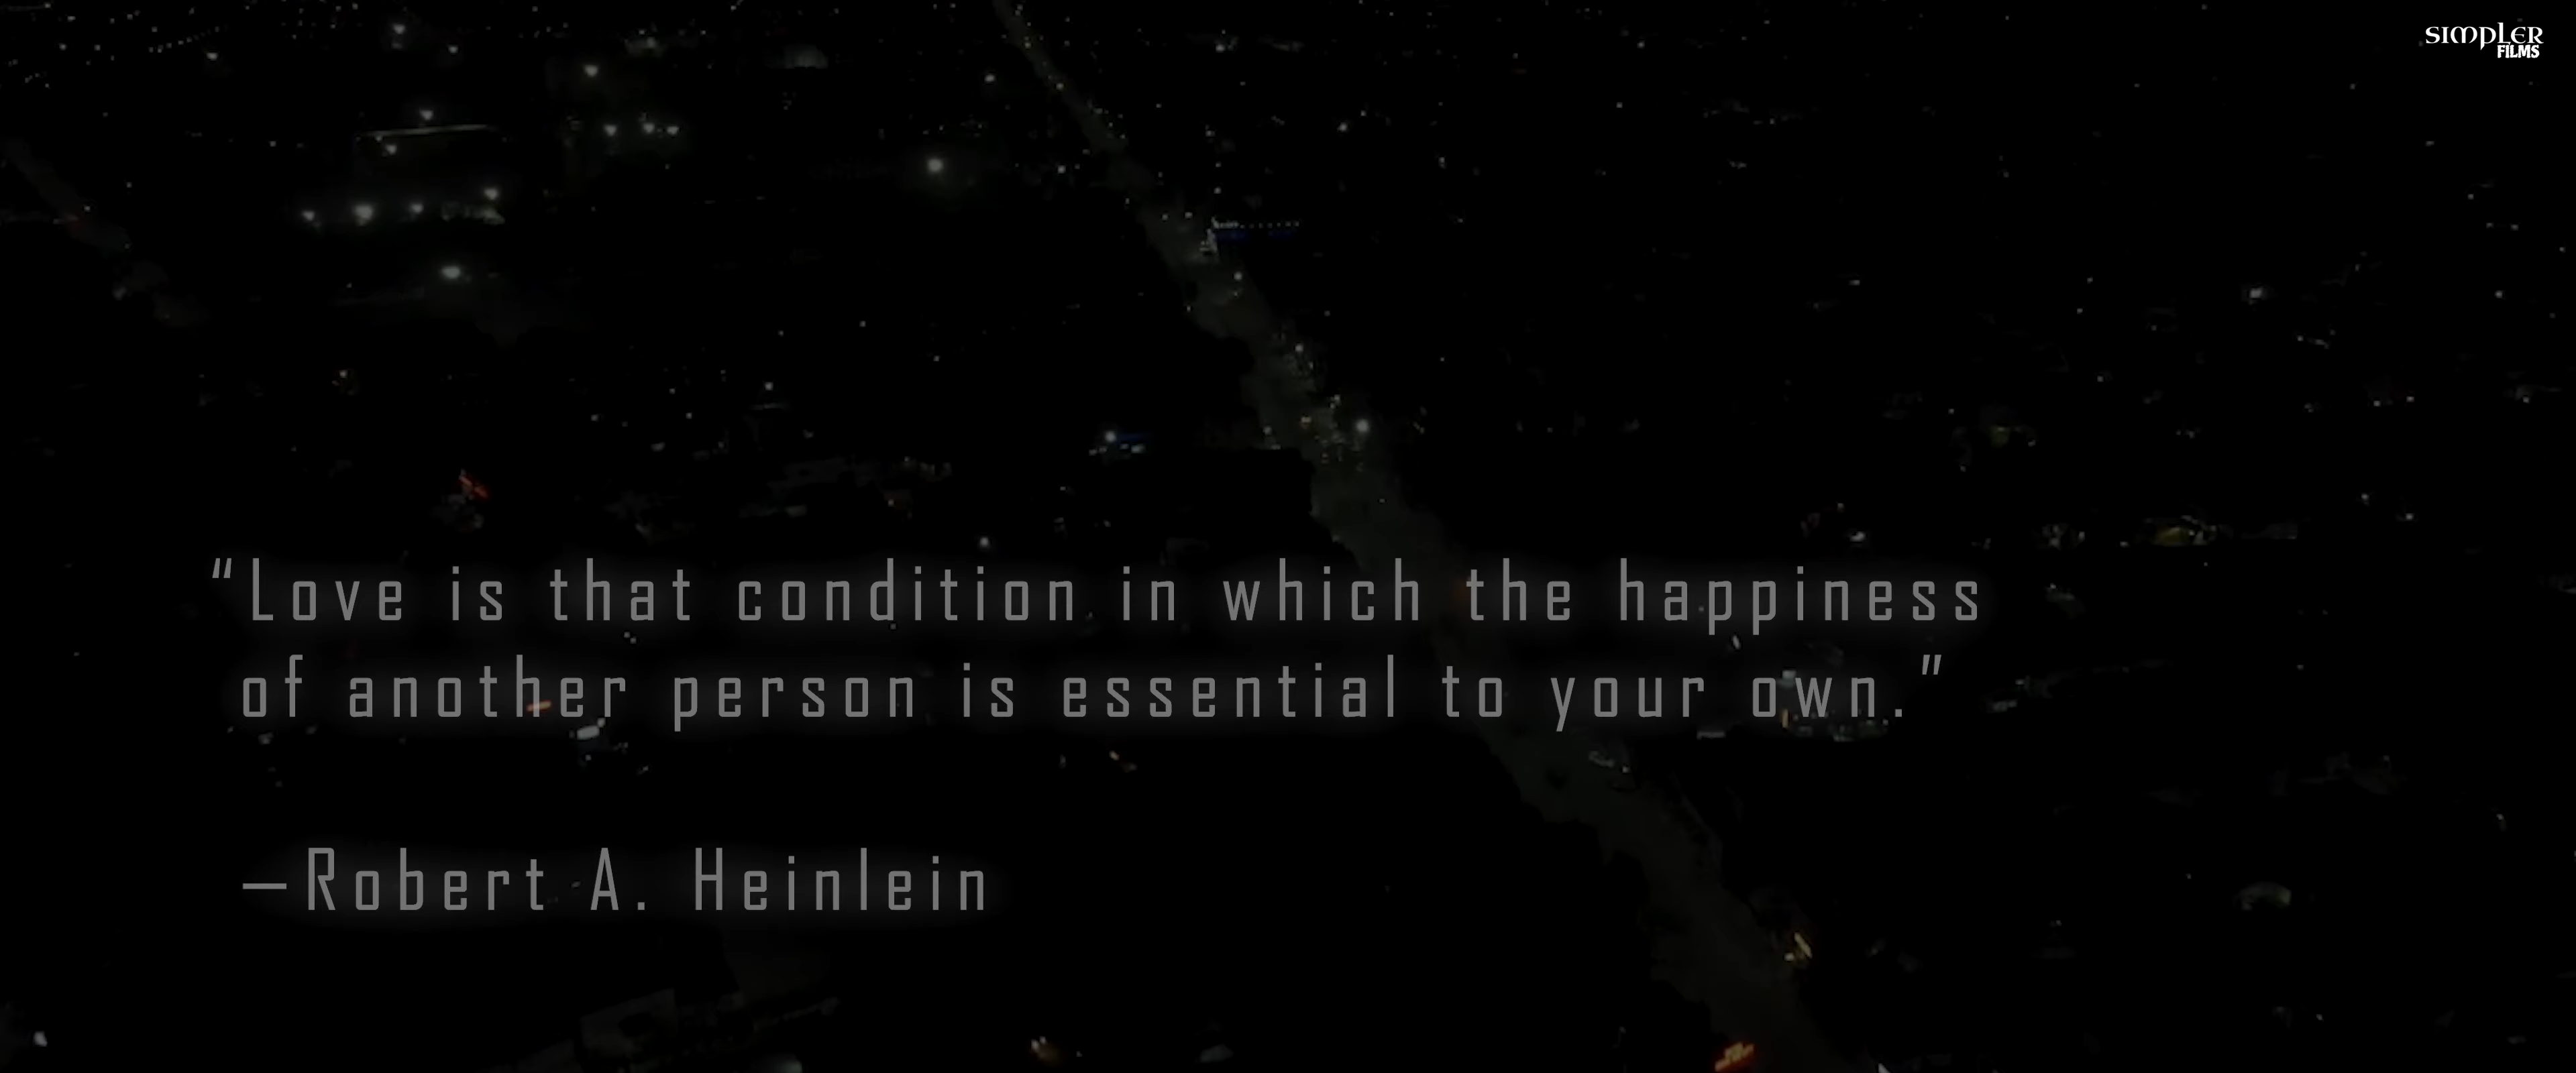 SIMPLER
FILMS
“Love is that condition in which the happiness
of another person is essential to your own.”
—Robert A. Heinlein